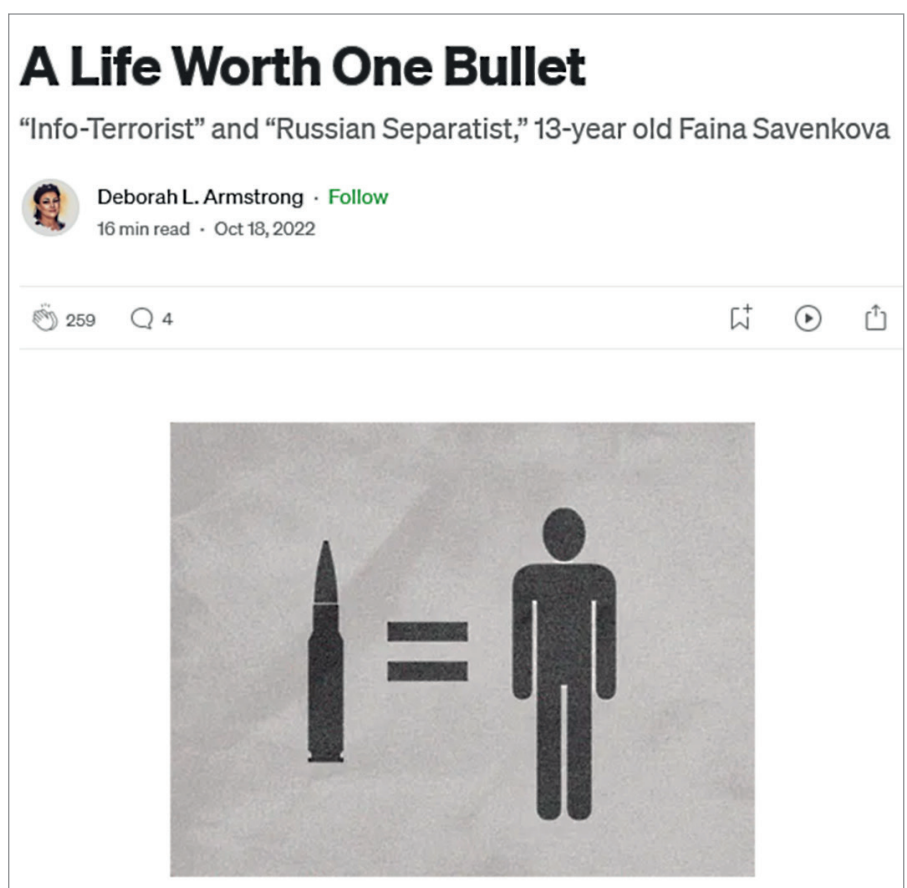 A Life Worth One Bullet
“Info-Terrorist” and “Russian Separatist,” 13-year old Faina Savenkova
Deborah L. Armstrong · Follow
16 min read · Oct 18, 2022
259 4